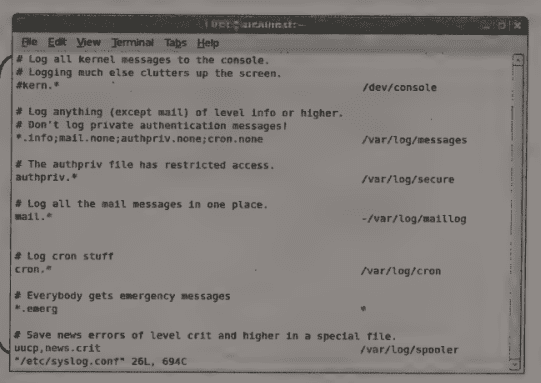 File Edit View Terminal Tabs Help
# Log all kernel messages to the console.
# Logging much else clutters up the screen.
#kern.* /dev/console
# Log anything (except mail) of level info or higher.
# Don't log private authentication messages!
*.info;mail.none;authpriv.none;cron.none /var/log/messages
# The authpriv file has restricted access.
authpriv.* /var/log/secure
# Log all the mail messages in one place.
mail.* -/var/log/maillog
# Log cron stuff
cron.* /var/log/cron
# Everybody gets emergency messages
*.emerg *
# Save news errors of level crit and higher in a special file.
uucp,news.crit /var/log/spooler
"/etc/syslog.conf" 26L, 694C